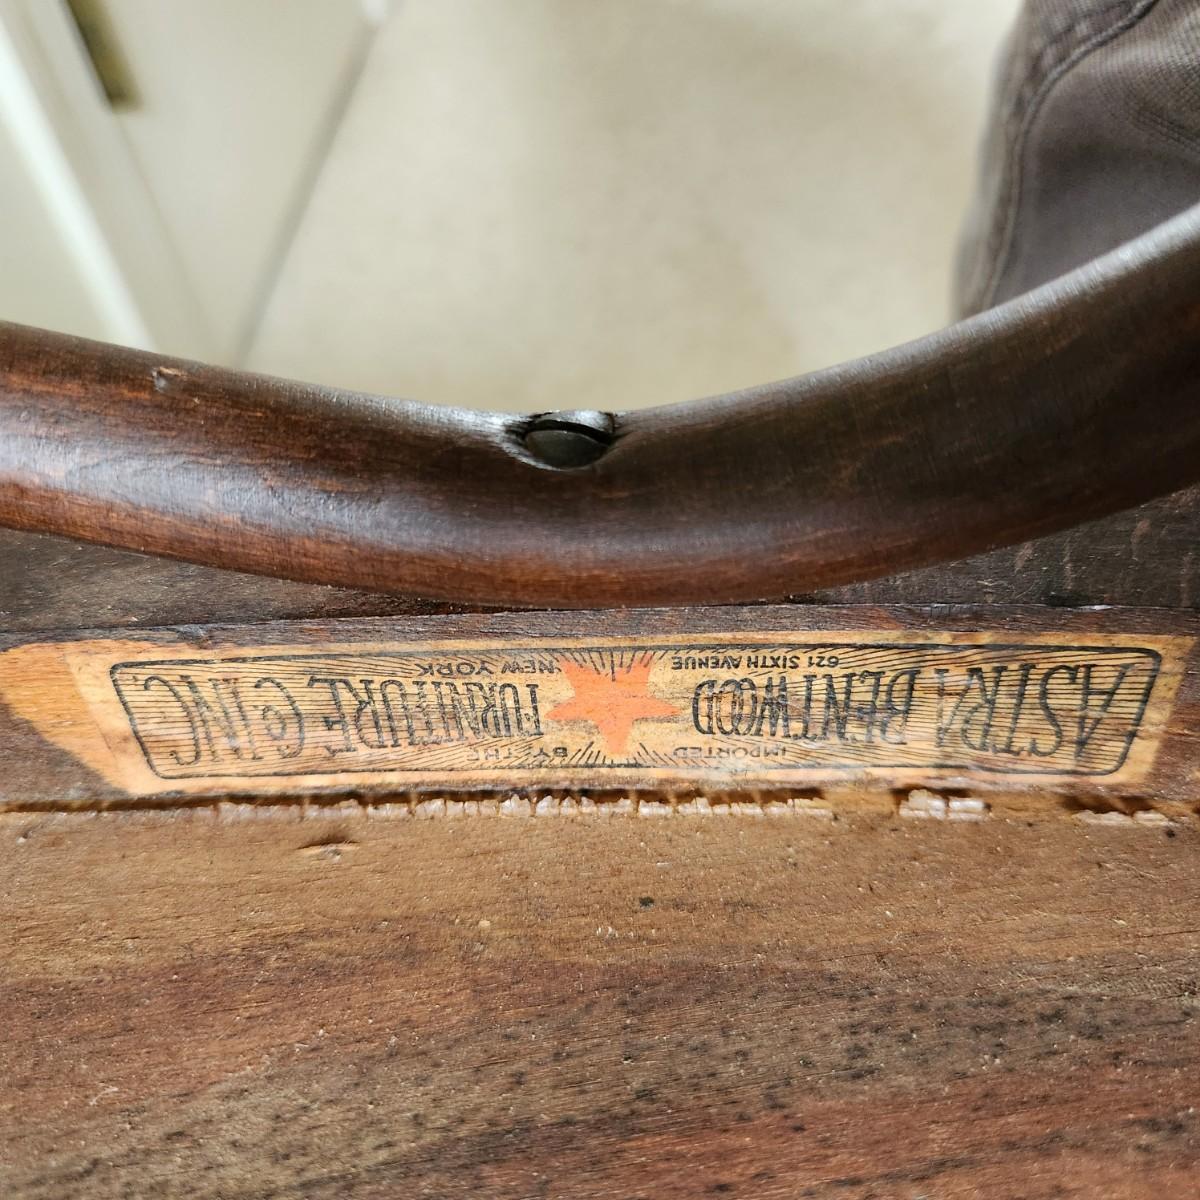 IMPORTED BY THE
ASTRA BENTWOOD FURNITURE Co INC.
621 SIXTH AVENUE NEW YORK